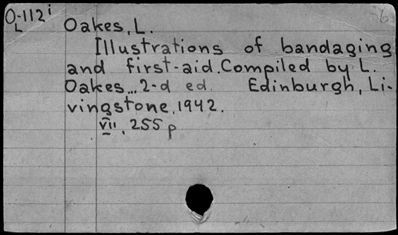 O-112i
L
Oakes, L.
Illustrations of bandaging
and first-aid. Compiled by L.
Oakes... 2-d ed. Edinburgh, Li-
vingstone, 1942.
VII, 255 p